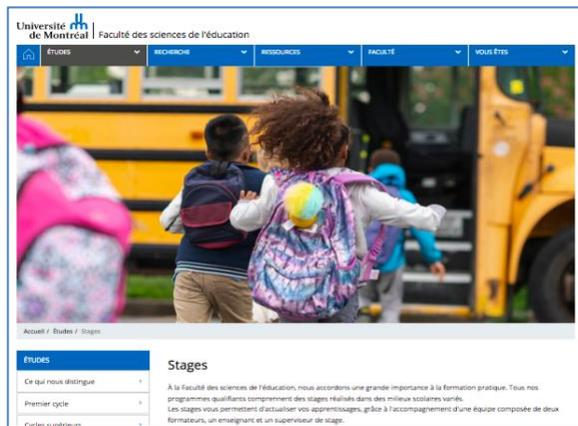 Université
de Montréal
Faculté des sciences de l'éducation
ÉTUDES
RECHERCHE
RESSOURCES
FACULTÉ
VOUS ÊTES
Accueil / Études / Stages
ÉTUDES
Ce qui nous distingue
Premier cycle
Cycles supérieurs
Stages
À la Faculté des sciences de l'éducation, nous accordons une grande importance à la formation pratique. Tous nos
programmes qualifiants comprennent des stages réalisés dans des milieux scolaires variés.
Les stages vous permettent d'actualiser vos apprentissages, grâce à l'accompagnement d'une équipe composée de deux
formateurs, un enseignant et un superviseur de stage.